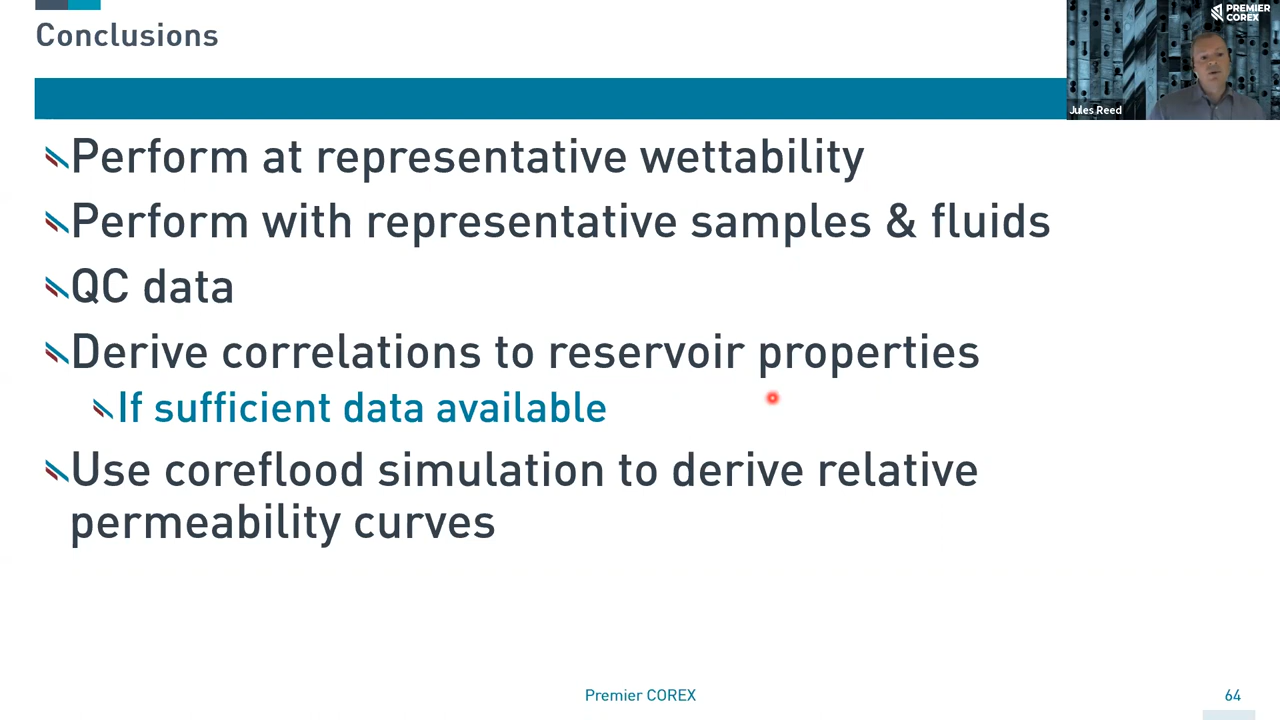 Conclusions
PREMIER
COREX
Jules Reed
Perform at representative wettability
Perform with representative samples & fluids
QC data
Derive correlations to reservoir properties
If sufficient data available
Use coreflood simulation to derive relative
permeability curves
Premier COREX
64